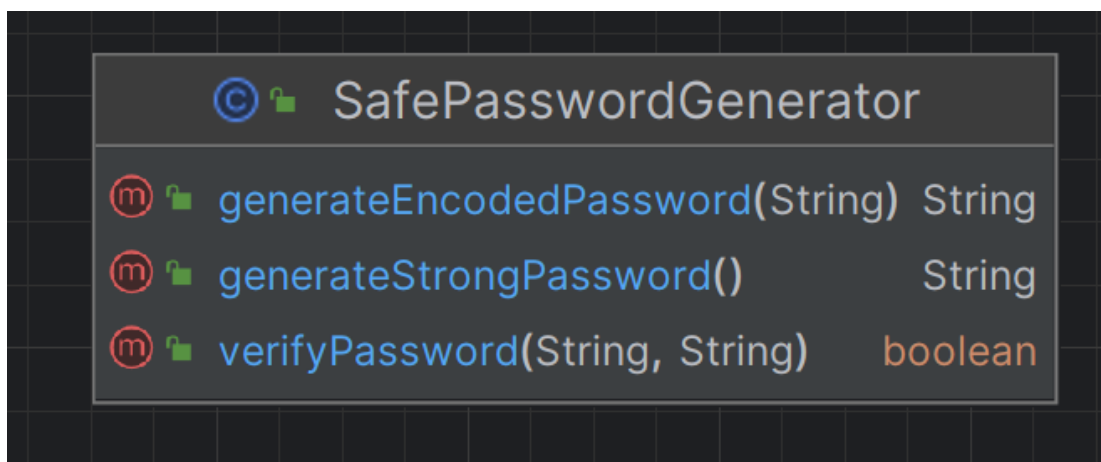 C SafePasswordGenerator
m generateEncodedPassword(String) String
m generateStrongPassword() String
m verifyPassword(String, String) boolean